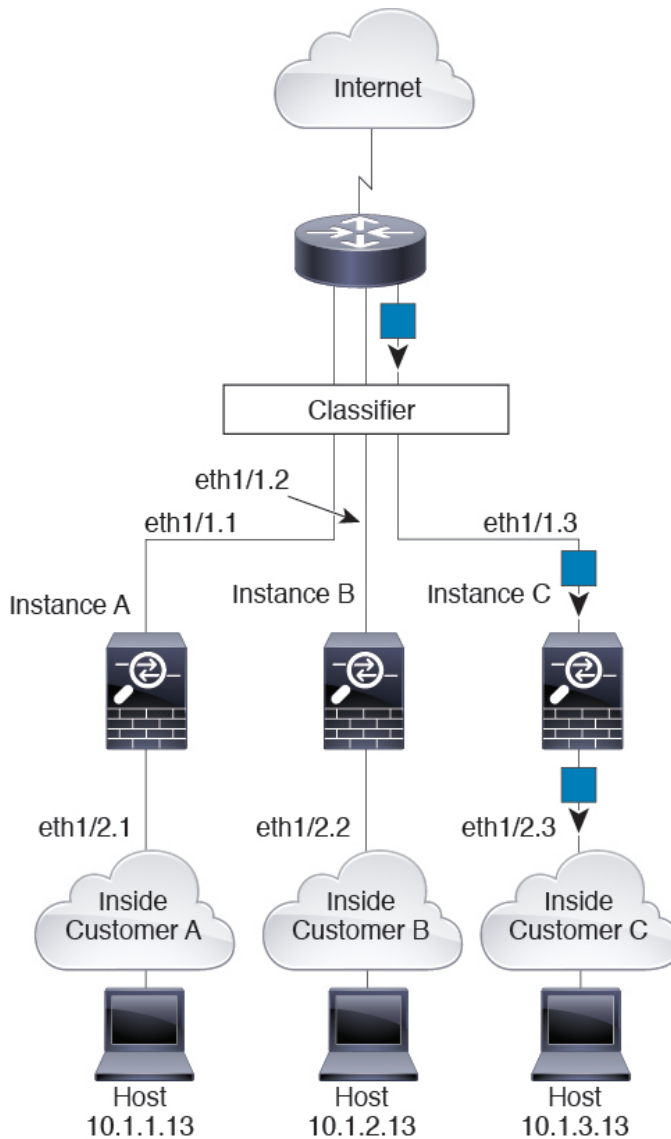 Internet
Classifier
eth1/1.2
eth1/1.1
eth1/1.3
Instance A
Instance B
Instance C
eth1/2.1
eth1/2.2
eth1/2.3
Inside
Customer A
Inside
Customer B
Inside
Customer C
Host
10.1.1.13
Host
10.1.2.13
Host
10.1.3.13